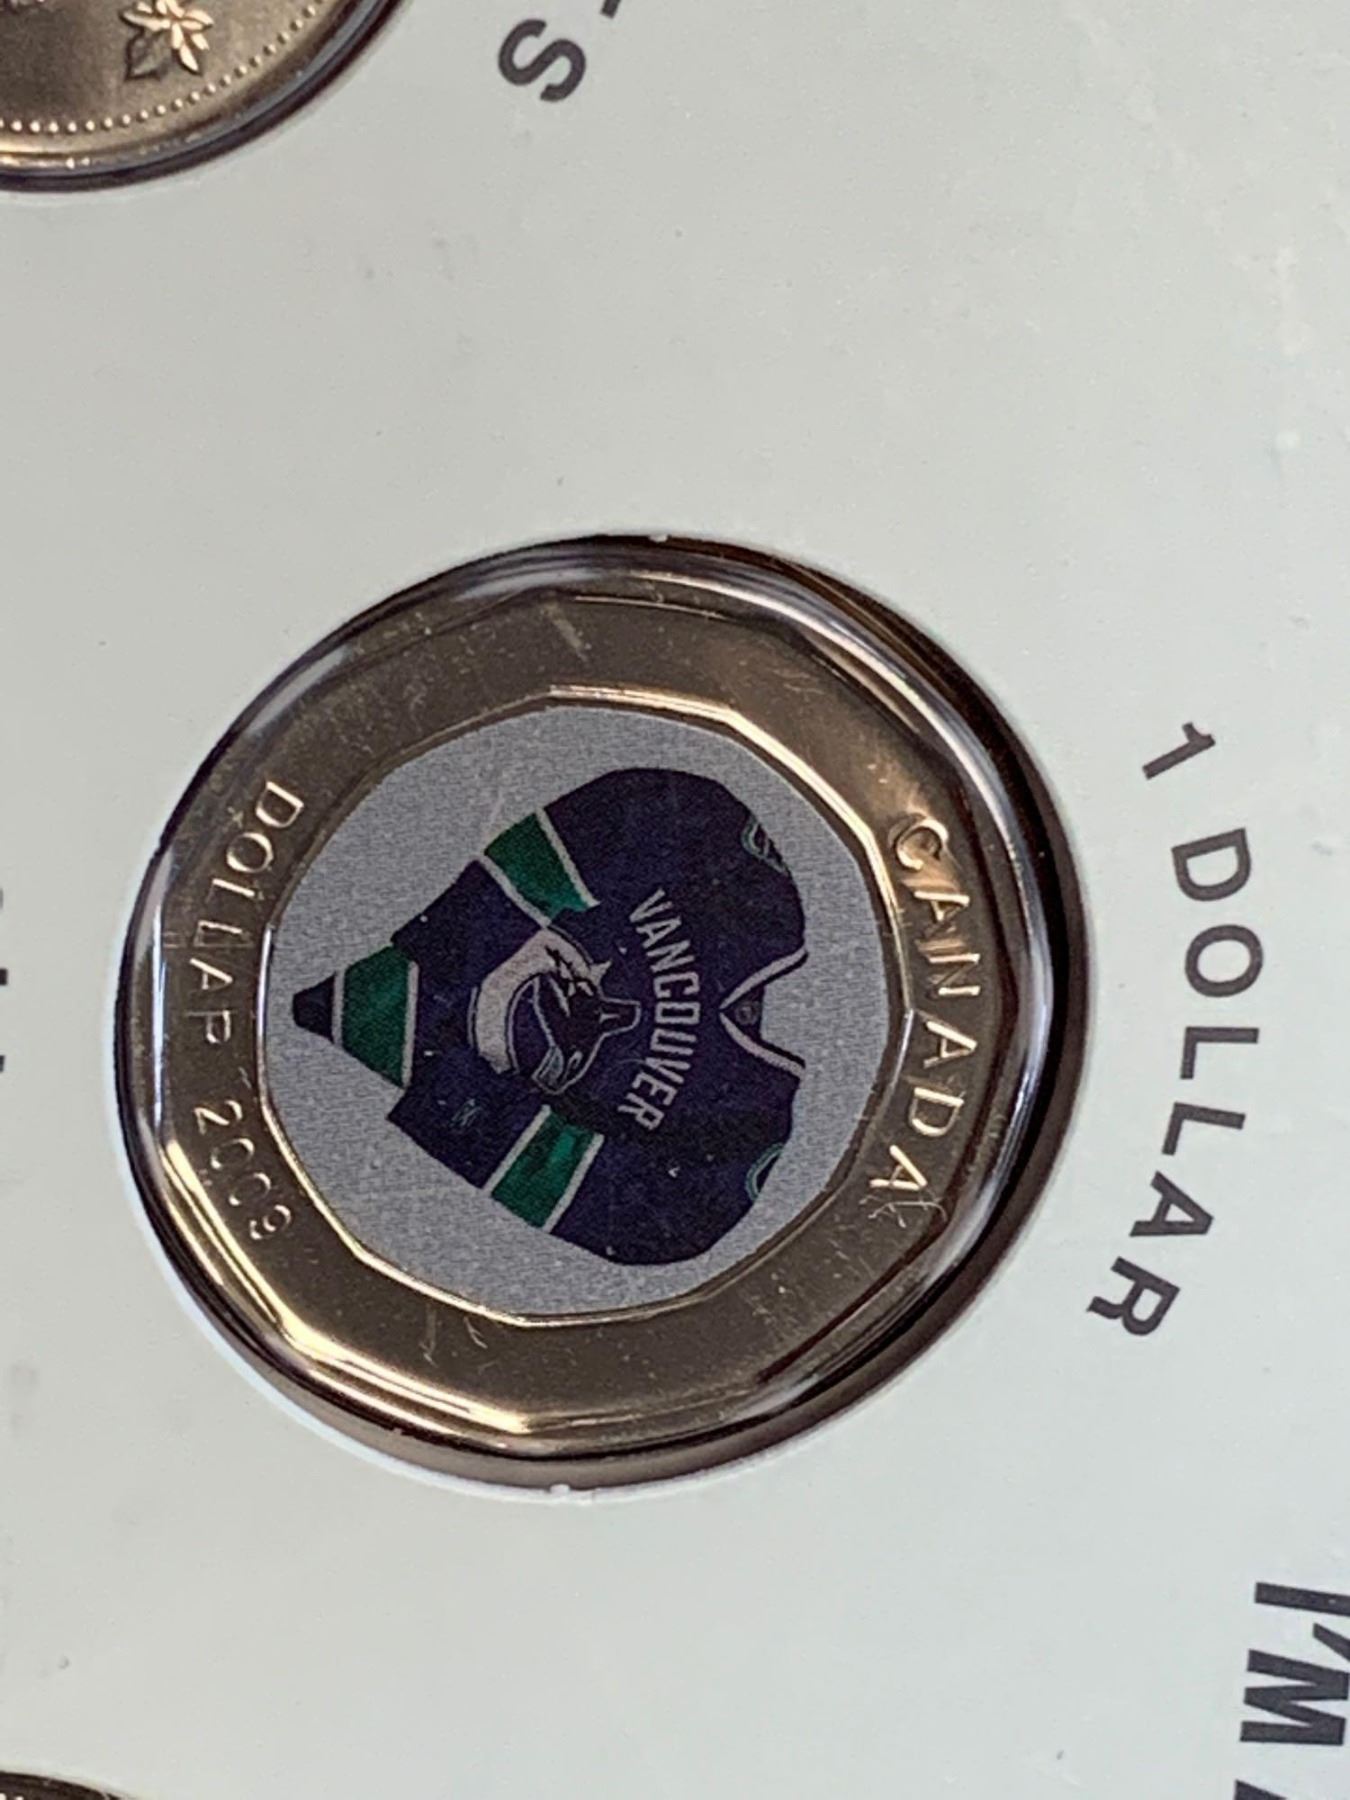 1 DOLLAR
CANADA
VANCOUVER
DOLLAR 2009
I'M